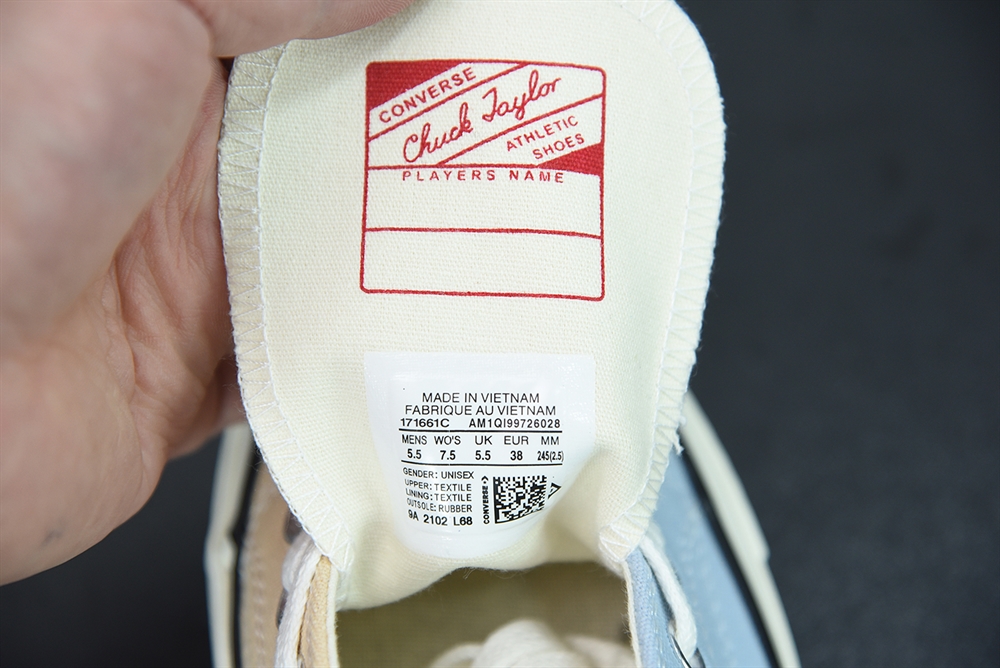 CONVERSE
Chuck Taylor
ATHLETIC
SHOES
PLAYERS NAME
MADE IN VIETNAM
FABRIQUE AU VIETNAM
171661C AM1QI99726028
MENS WO'S UK EUR MM
5.5 7.5 5.5 38 245(2.5)
GENDER: UNISEX
UPPER: TEXTILE
LINING: TEXTILE
OUTSOLE: RUBBER
9A 2102 L68
CONVERSE